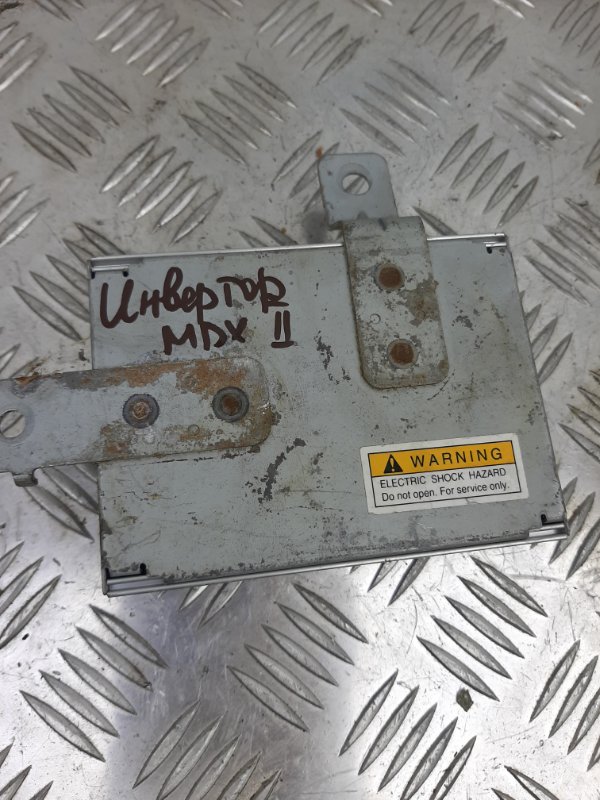 Инвертор
MDX II
WARNING
ELECTRIC SHOCK HAZARD
Do not open. For service only.